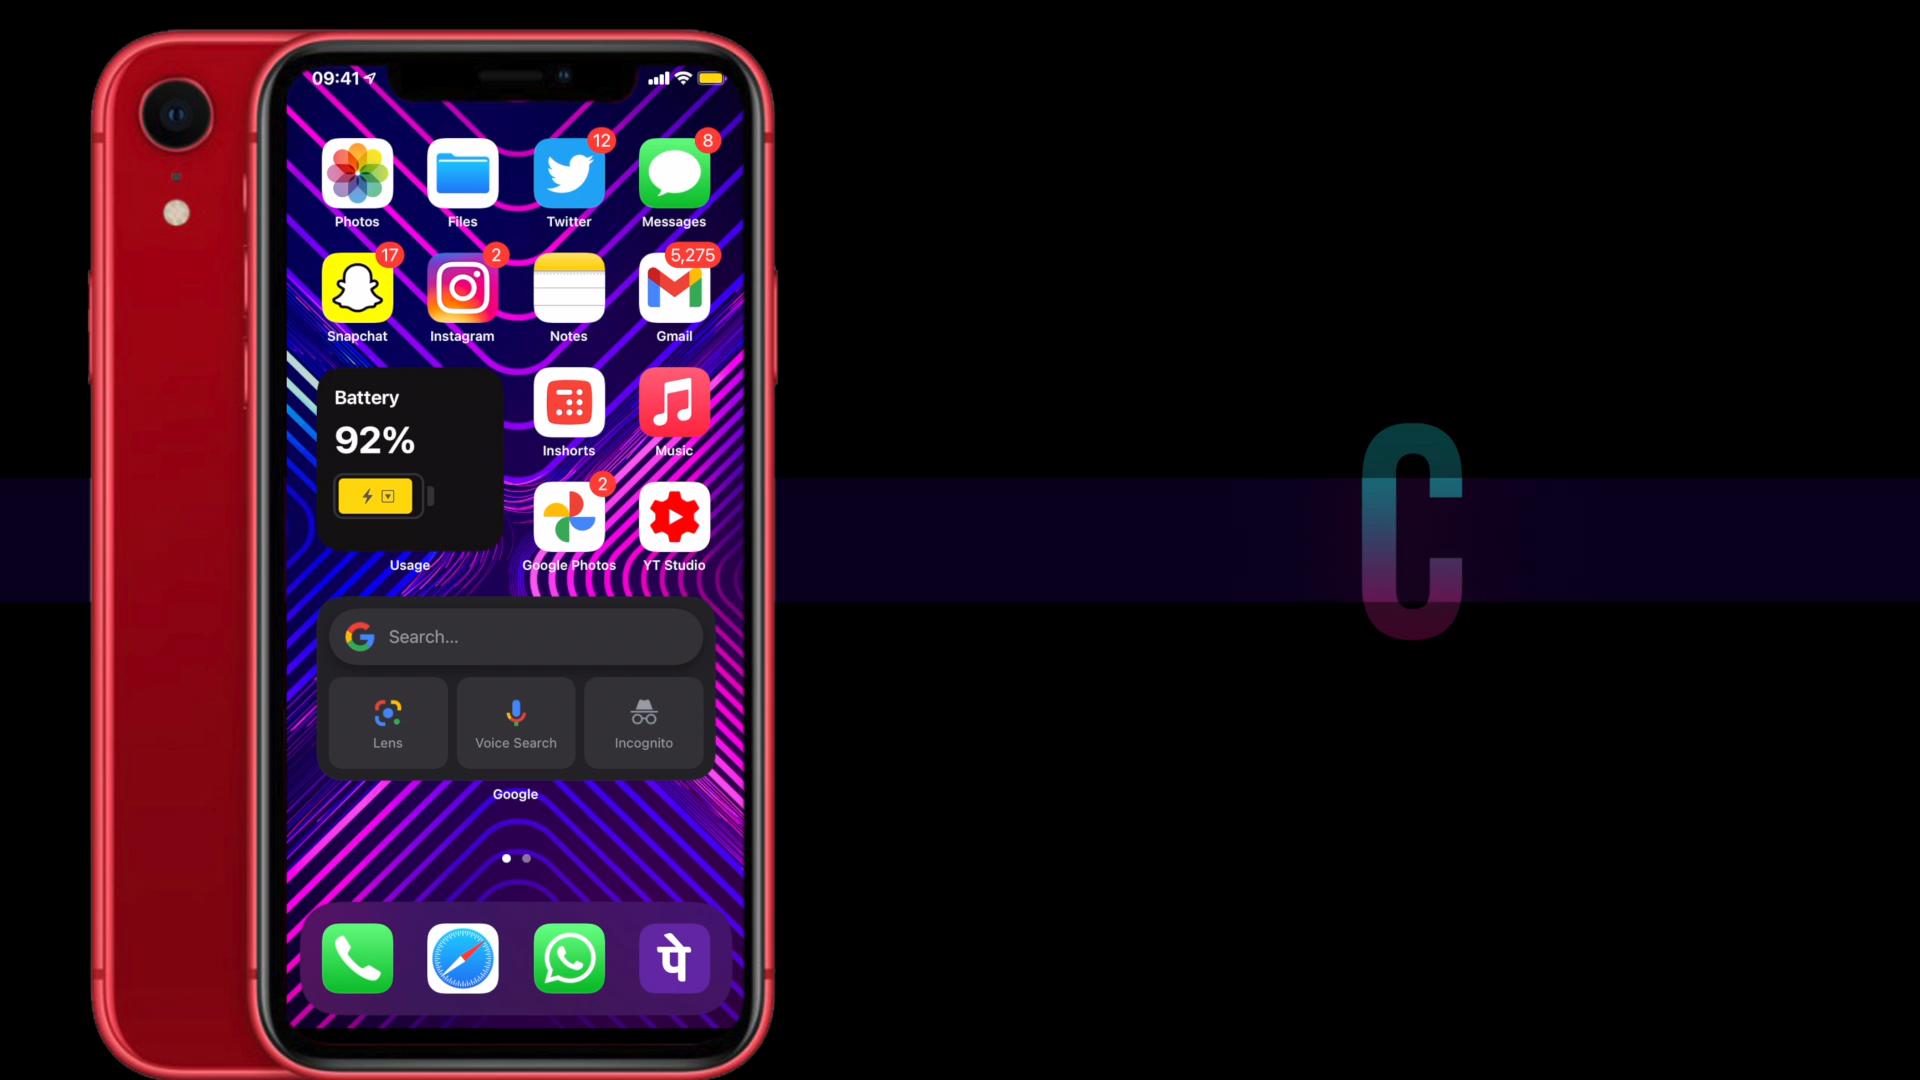 09:41
12
8
Photos Files Twitter Messages
17
2
5,275
Snapchat Instagram Notes Gmail
Battery
92%
Inshorts Music
2
Usage Google Photos YT Studio
G Search...
Lens Voice Search Incognito
Google
पे
C